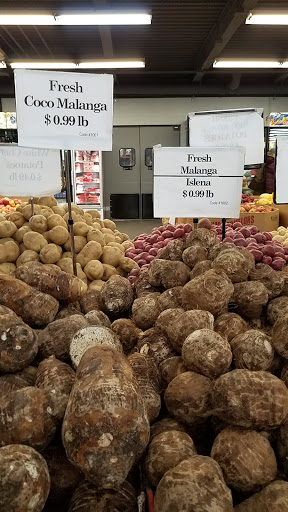 Fresh
Coco Malanga
$ 0.99 lb
Fresh
Malanga
Islena
$ 0.99 lb